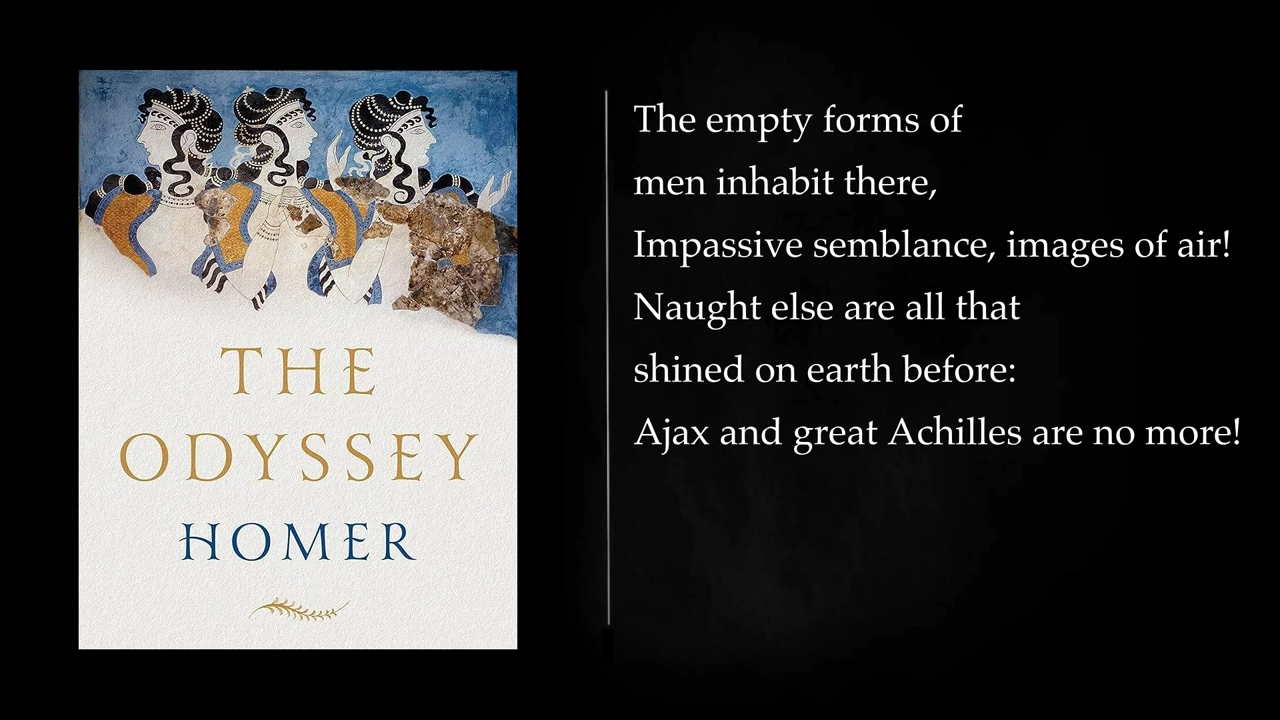 THE
ODYSSEY
HOMER
The empty forms of
men inhabit there,
Impassive semblance, images of air!
Naught else are all that
shined on earth before:
Ajax and great Achilles are no more!